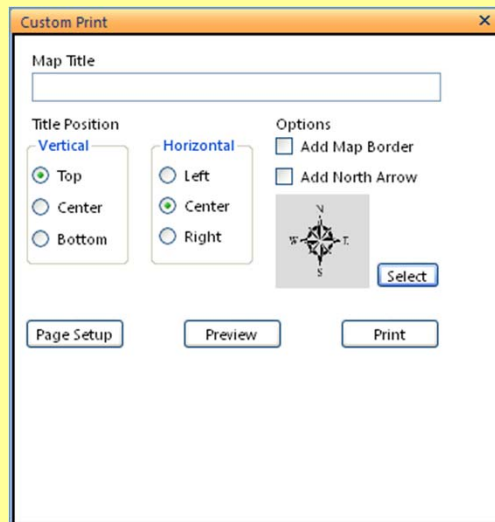 Custom Print
Map Title
Title Position
Vertical
Top
Center
Bottom
Horizontal
Left
Center
Right
Options
Add Map Border
Add North Arrow
N
W E
S
Select
Page Setup
Preview
Print